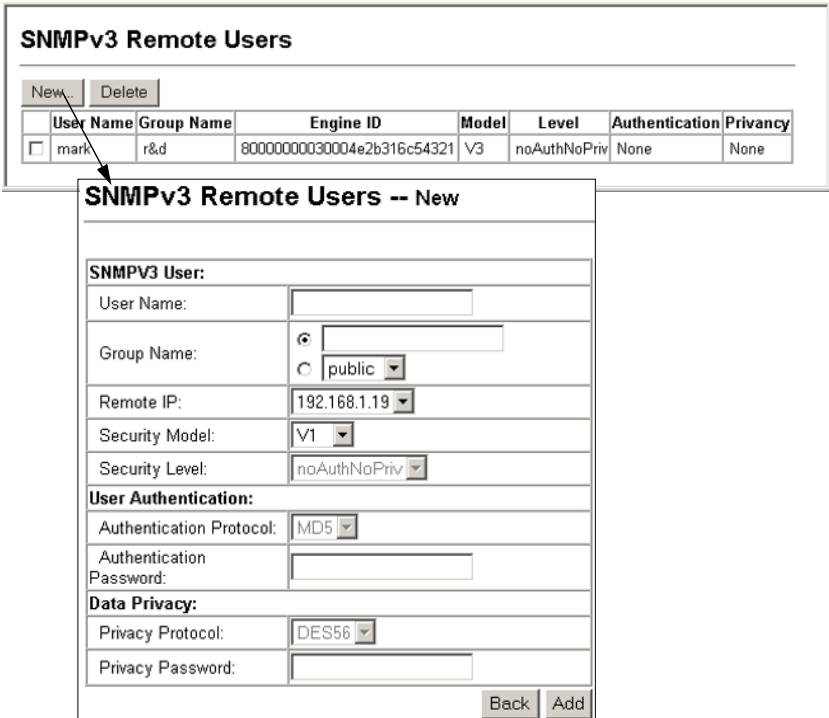 SNMPv3 Remote Users
New... Delete
User Name Group Name Engine ID Model Level Authentication Privancy
mark r&d 80000000030004e2b316c54321 V3 noAuthNoPriv None None
SNMPv3 Remote Users -- New
SNMPV3 User:
User Name:
Group Name:
public
Remote IP: 192.168.1.19
Security Model: V1
Security Level: noAuthNoPriv
User Authentication:
Authentication Protocol: MD5
Authentication
Password:
Data Privacy:
Privacy Protocol: DES56
Privacy Password:
Back Add